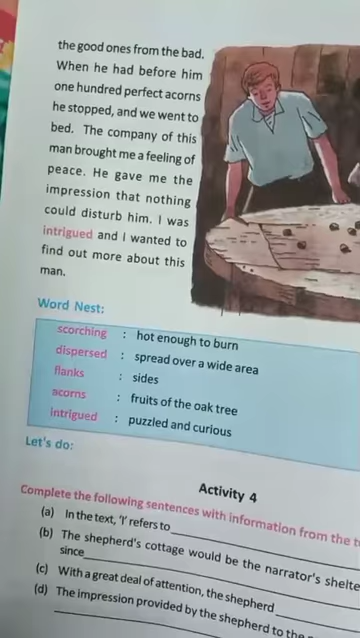 the good ones from the bad.
When he had before him
one hundred perfect acorns
he stopped, and we went to
bed. The company of this
man brought me a feeling of
peace. He gave me the
impression that nothing
could disturb him. I was
intrigued and I wanted to
find out more about this
man.
Word Nest:
scorching : hot enough to burn
dispersed : spread over a wide area
flanks : sides
acorns : fruits of the oak tree
intrigued : puzzled and curious
Let's do:
Activity 4
Complete the following sentences with information from the
(a) In the text, 'I' refers to
(b) The shepherd's cottage would be the narrator's
since
(c) With a great deal of attention, the shepherd
(d) The impression provided by the shepherd to the